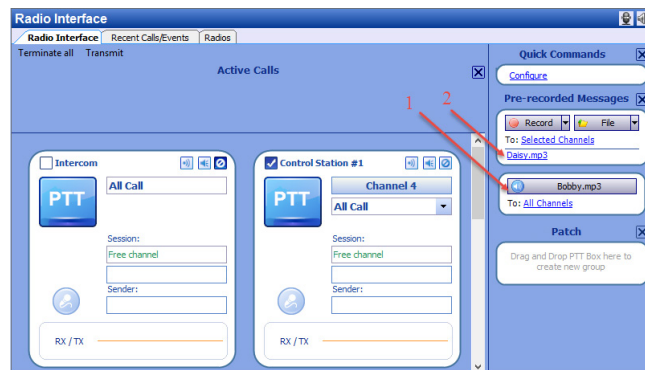 Radio Interface
Radio Interface Recent Calls/Events Radios
Terminate all Transmit
Active Calls
Intercom
PTT
All Call
Session:
Free channel
Sender:
RX / TX
Control Station #1
PTT
Channel 4
All Call
Session:
Free channel
Sender:
RX / TX
Quick Commands
Configure
Pre-recorded Messages
Record File
To: Selected Channels
Daisy.mp3
Bobby.mp3
To: All Channels
Patch
Drag and Drop PTT Box here to
create new group
1 2